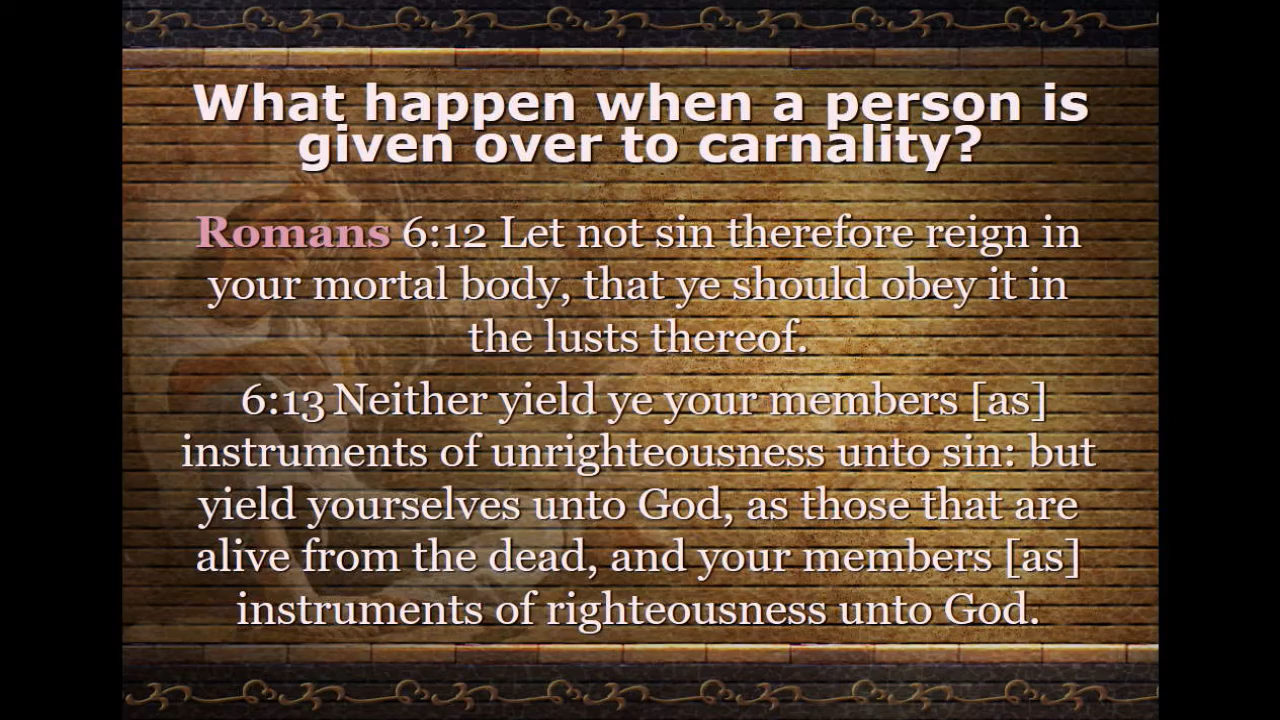 What happen when a person is
given over to carnality?
Romans 6:12 Let not sin therefore reign in
your mortal body, that ye should obey it in
the lusts thereof.
6:13 Neither yield ye your members [as]
instruments of unrighteousness unto sin: but
yield yourselves unto God, as those that are
alive from the dead, and your members [as]
instruments of righteousness unto God.